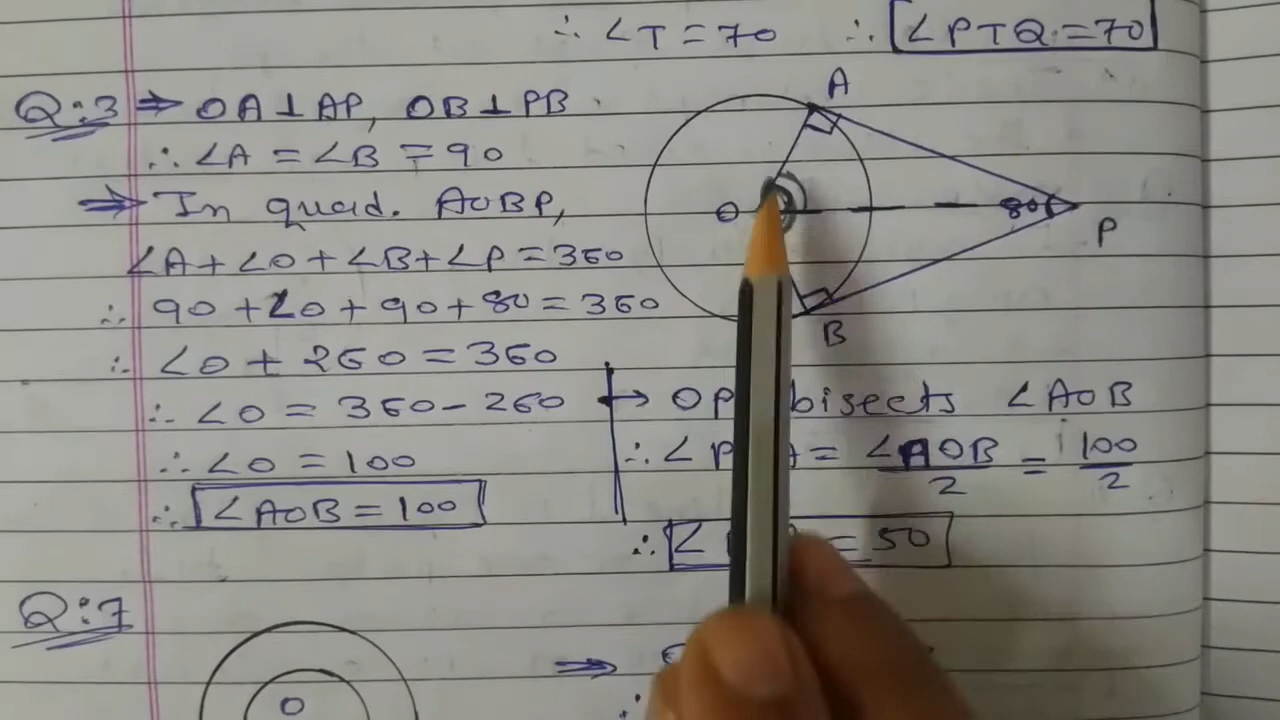 ∴ ∠T = 70 ∴ ∠PTQ = 70
Q:3 ⇒ OA ⊥ AP, OB ⊥ PB
∴ ∠A = ∠B = 90
⇒ In quad. AOBP,
∠A + ∠O + ∠B + ∠P = 360
∴ 90 + ∠O + 90 + 80 = 360
∴ ∠O + 260 = 360
∴ ∠O = 360 - 260
∴ ∠O = 100
∴ ∠AOB = 100
→ OP bisects ∠AOB
∴ ∠P = ∠AOB/2 = 100/2
∴ ∠ = 50
A
O
80
P
B
Q:7
O
⇒
∴